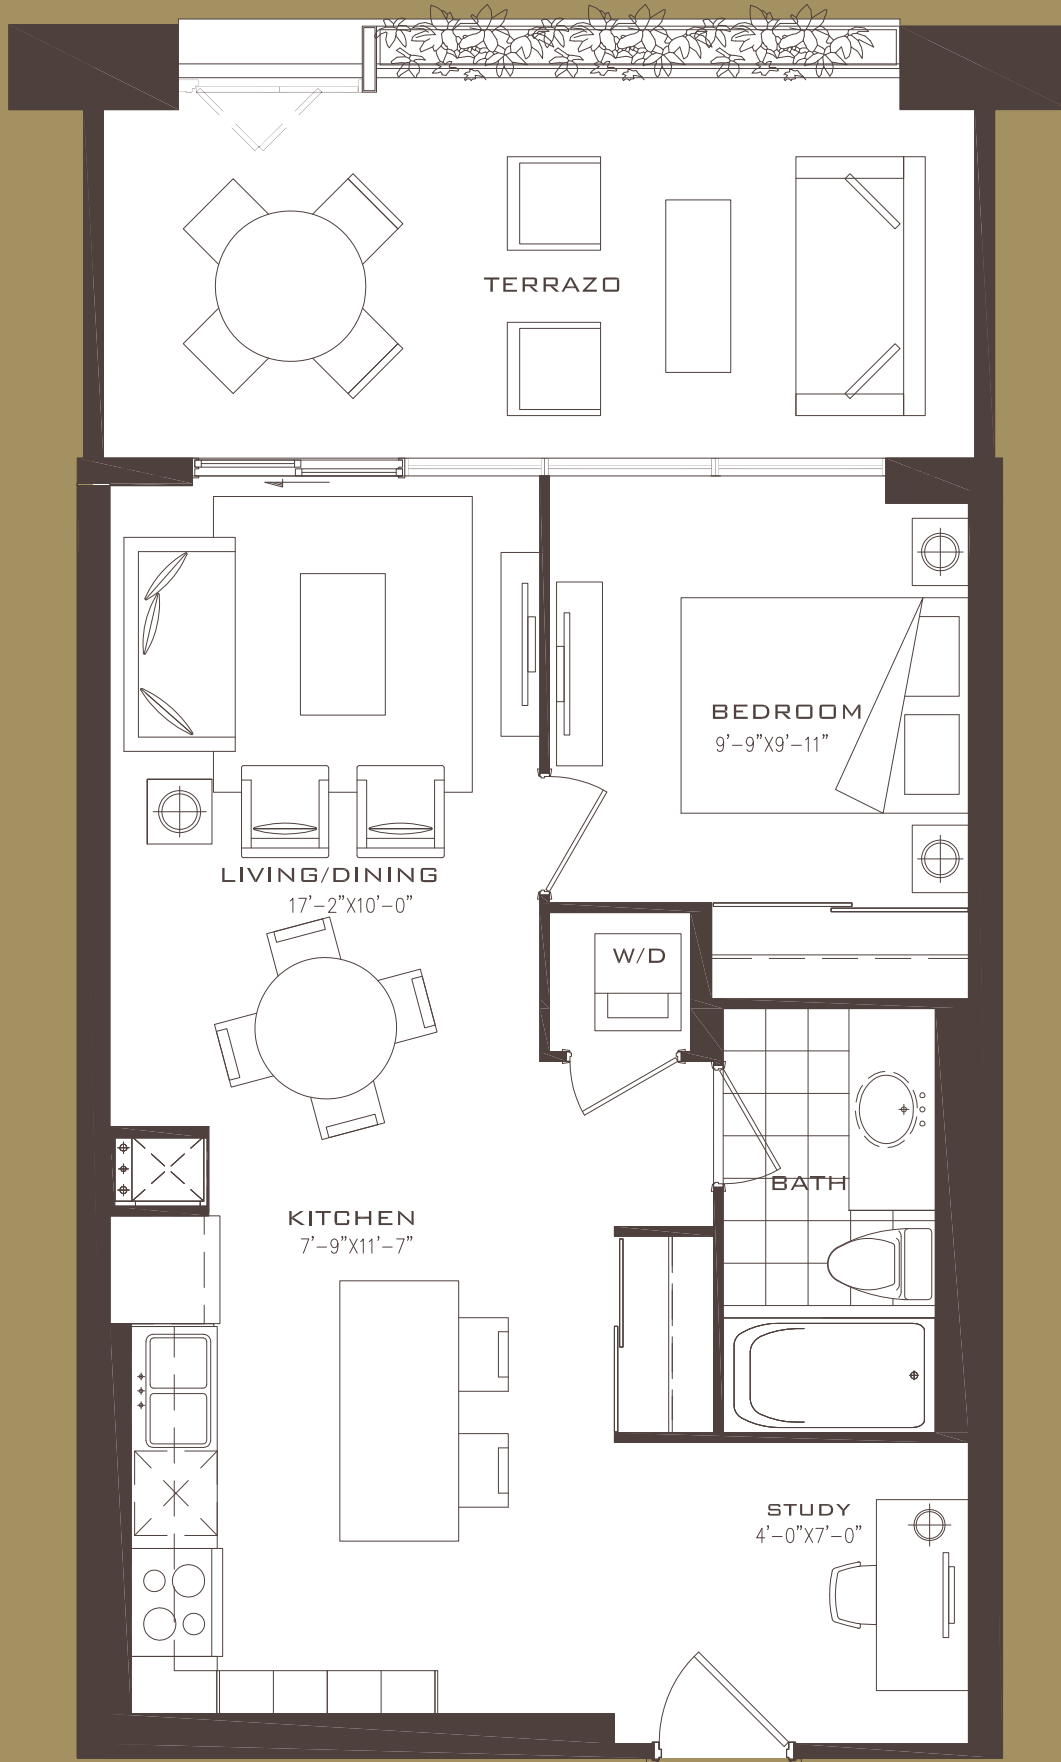 TERRAZO
BEDROOM
9'-9"X9'-11"
LIVING/DINING
17'-2"X10'-0"
W/D
BATH
KITCHEN
7'-9"X11'-7"
STUDY
4'-0"X7'-0"